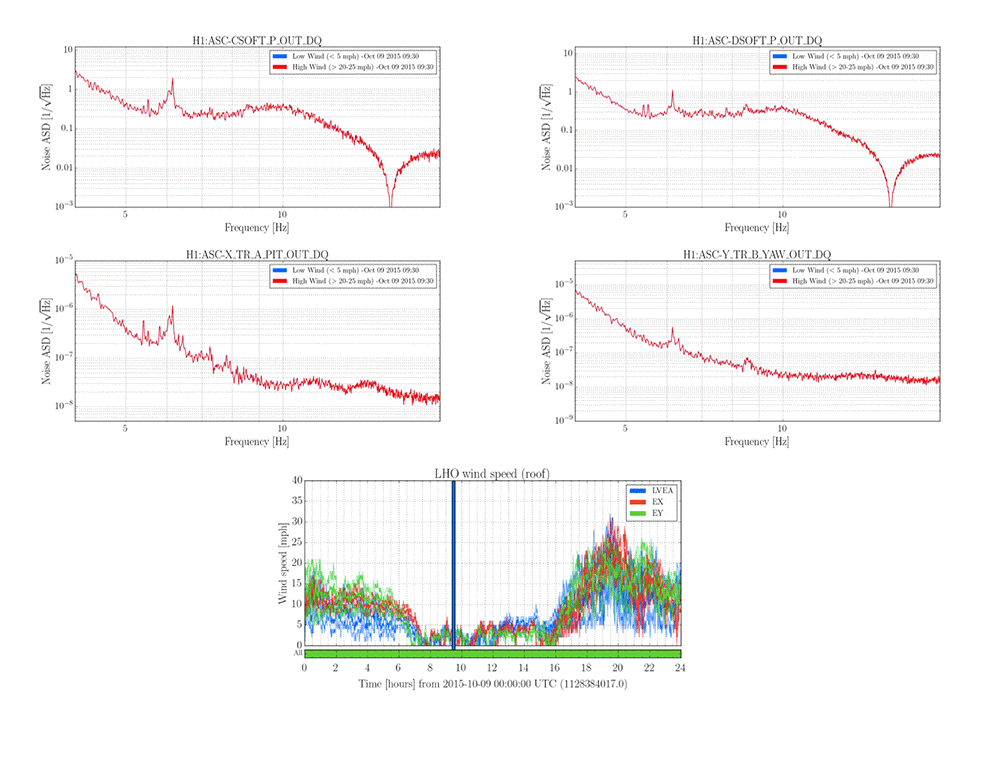 H1:ASC-CSOFT_P_OUT_DQ
Low Wind (< 5 mph) -Oct 09 2015 09:30
High Wind (> 20-25 mph) -Oct 09 2015 09:30
Noise ASD [1/√Hz]
10
1
0.1
0.01
10⁻³
5 10
Frequency [Hz]
H1:ASC-DSOFT_P_OUT_DQ
Low Wind (< 5 mph) -Oct 09 2015 09:30
High Wind (> 20-25 mph) -Oct 09 2015 09:30
Noise ASD [1/√Hz]
10
1
0.1
0.01
10⁻³
5 10
Frequency [Hz]
H1:ASC-X_TR_A_PIT_OUT_DQ
Low Wind (< 5 mph) -Oct 09 2015 09:30
High Wind (> 20-25 mph) -Oct 09 2015 09:30
Noise ASD [1/√Hz]
10⁻⁵
10⁻⁶
10⁻⁷
10⁻⁸
5 10
Frequency [Hz]
H1:ASC-Y_TR_B_YAW_OUT_DQ
Low Wind (< 5 mph) -Oct 09 2015 09:30
High Wind (> 20-25 mph) -Oct 09 2015 09:30
Noise ASD [1/√Hz]
10⁻⁵
10⁻⁶
10⁻⁷
10⁻⁸
10⁻⁹
5 10
Frequency [Hz]
LHO wind speed (roof)
LVEA
EX
EY
Wind speed [mph]
40
35
30
25
20
15
10
5
0
All
0 2 4 6 8 10 12 14 16 18 20 22 24
Time [hours] from 2015-10-09 00:00:00 UTC (1128384017.0)